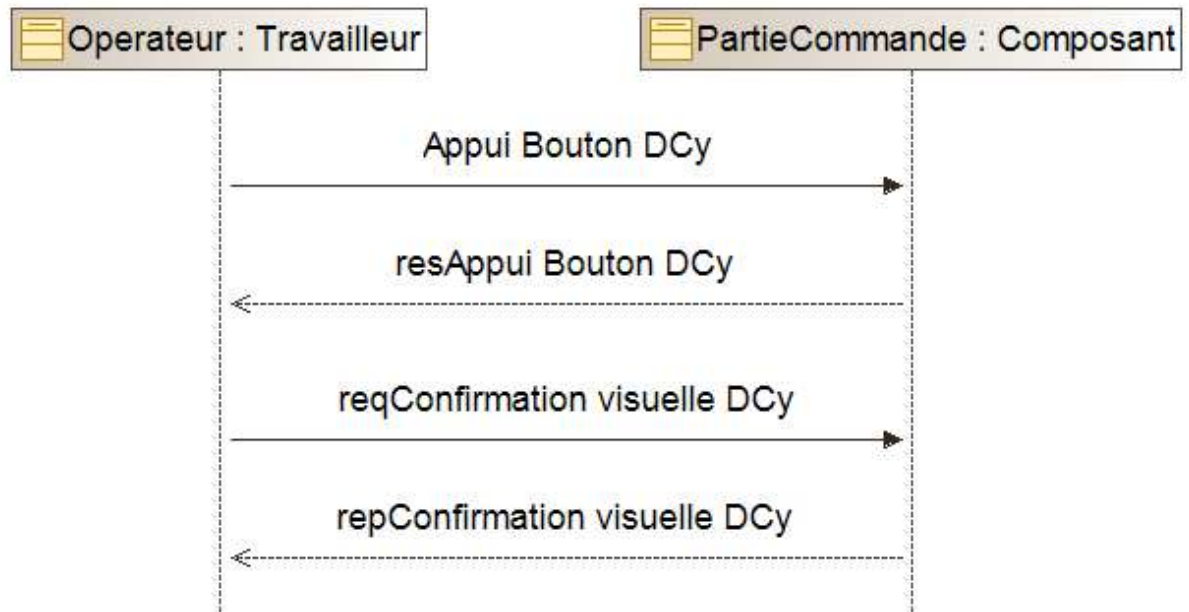 Operateur : Travailleur
PartieCommande : Composant
Appui Bouton DCy
resAppui Bouton DCy
reqConfirmation visuelle DCy
repConfirmation visuelle DCy